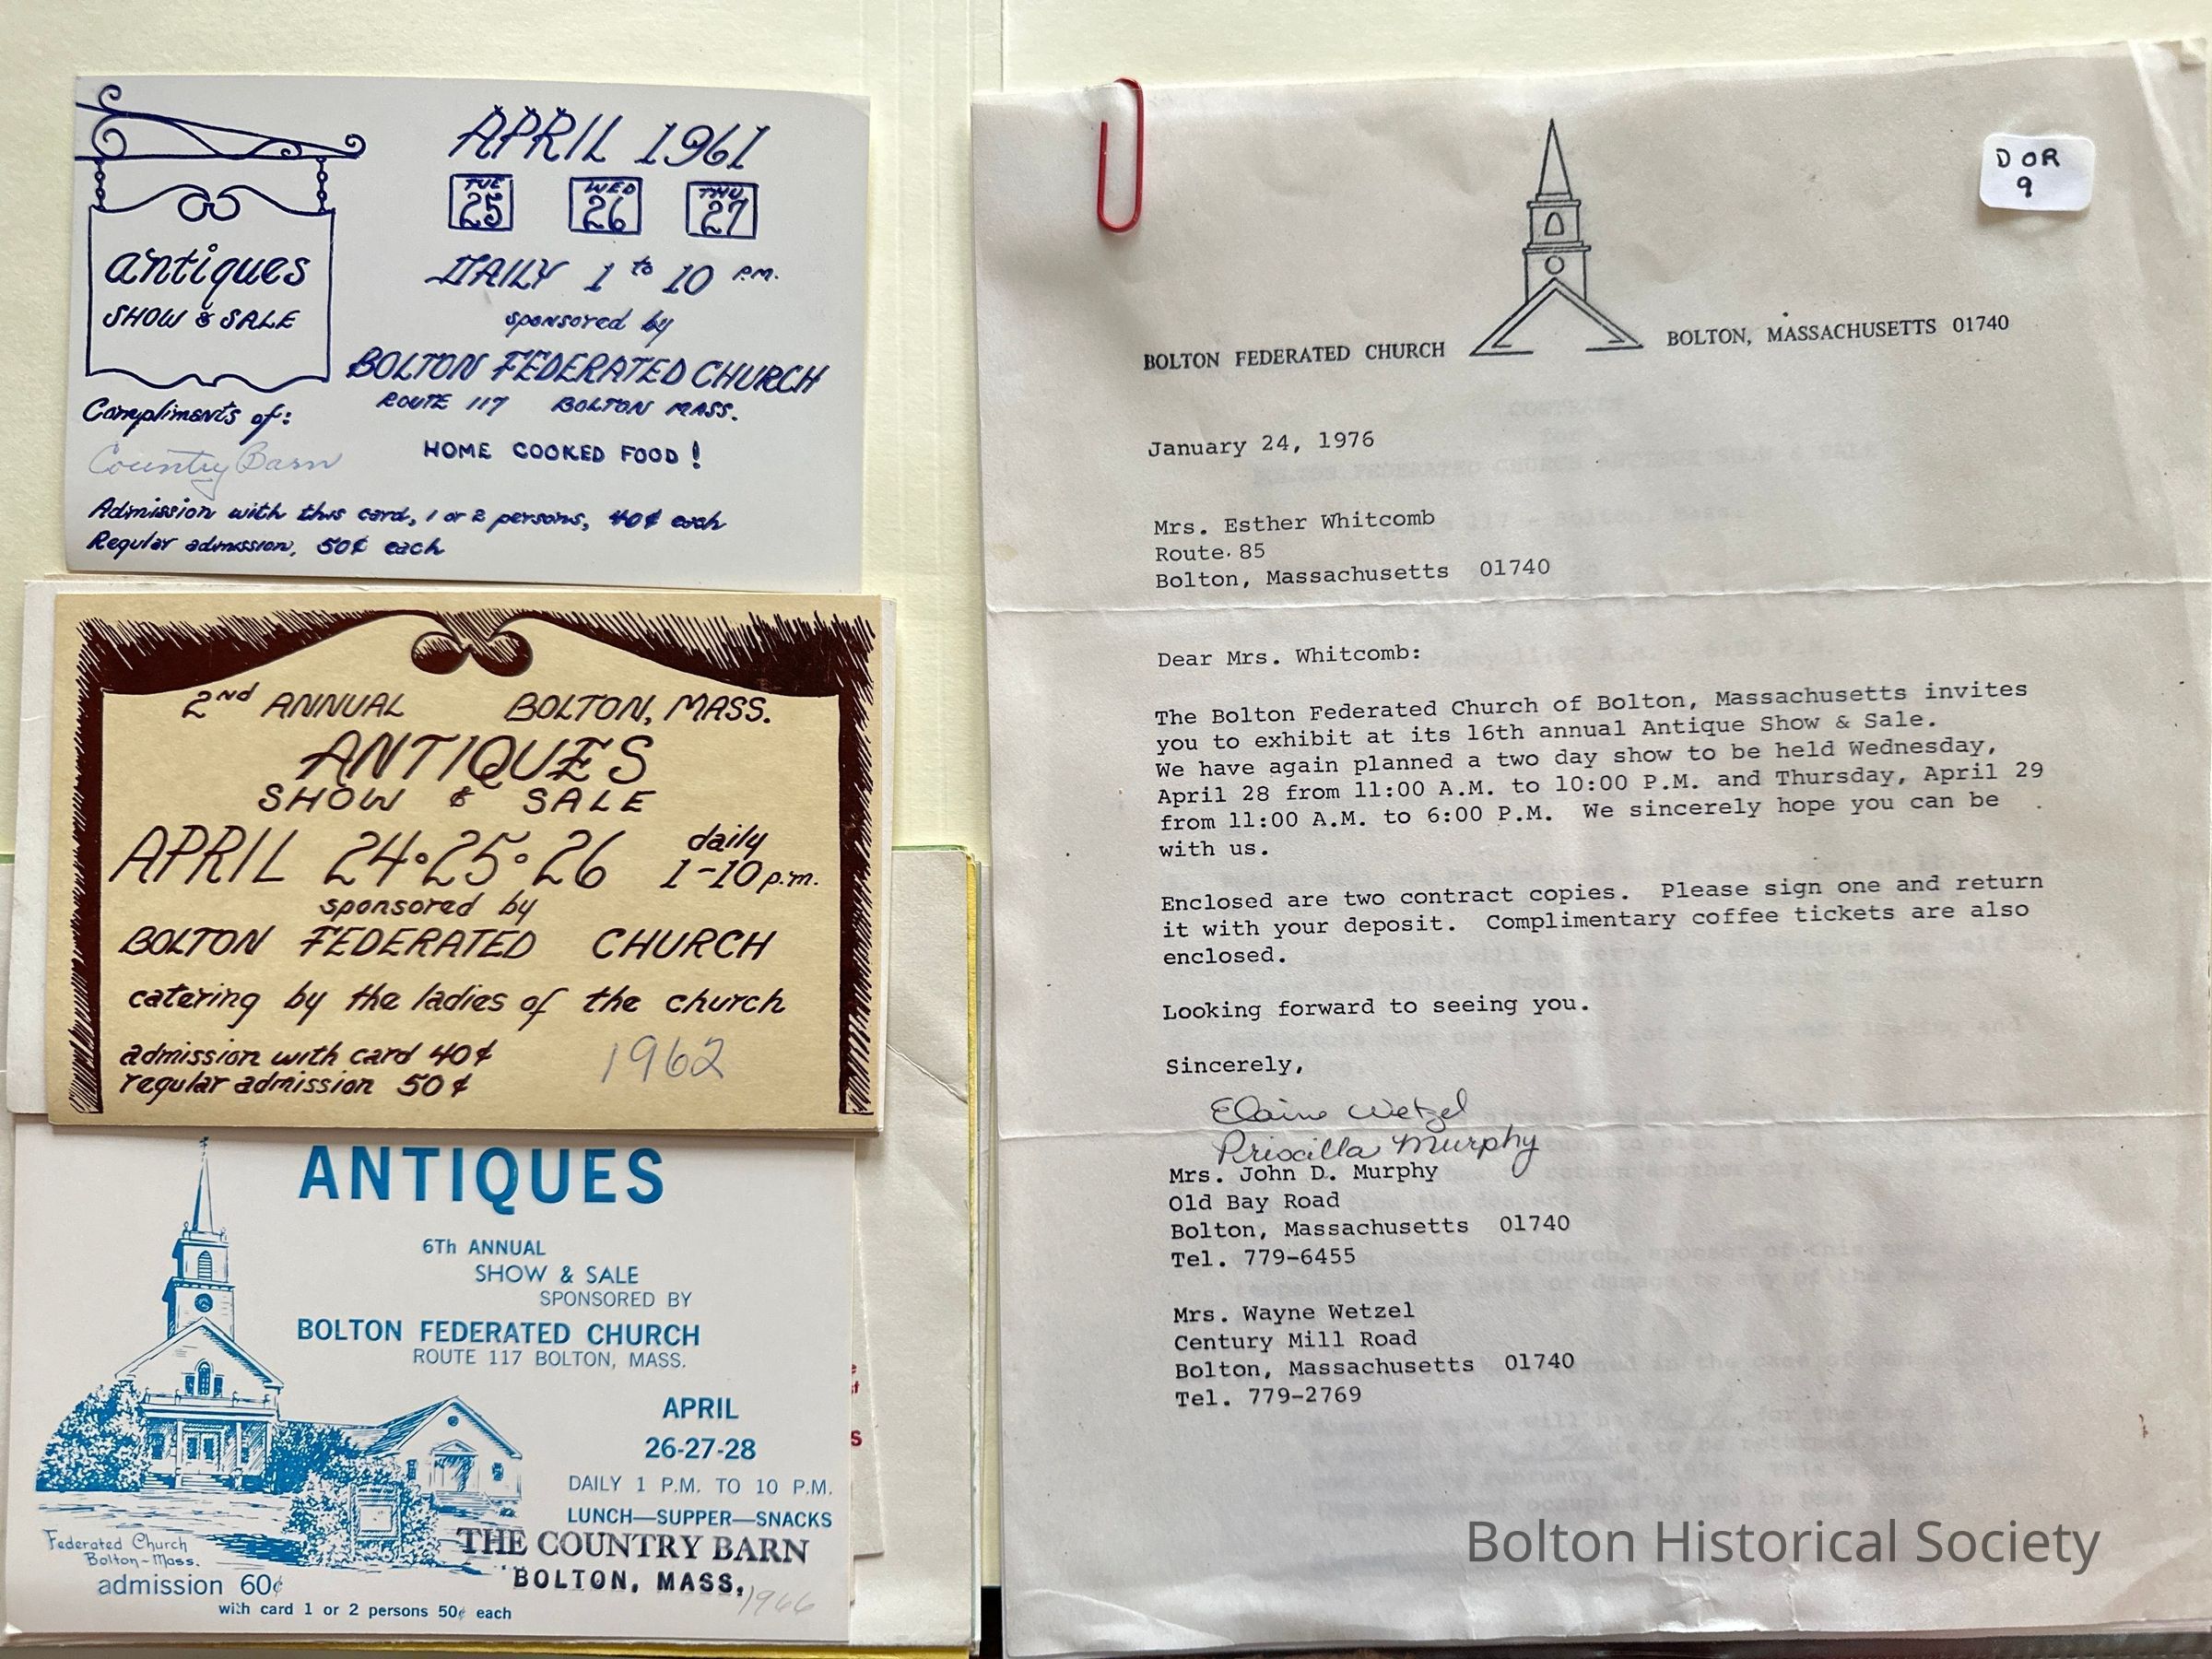 antiques
SHOW & SALE
APRIL 1961
TUE WED THU
25 26 27
DAILY 1 to 10 P.M.
sponsored by
BOLTON FEDERATED CHURCH
ROUTE 117 BOLTON MASS.
HOME COOKED FOOD!
Compliments of:
Country Barn
Admission with this card, 1 or 2 persons, 40¢ each
Regular admission, 50¢ each
2nd ANNUAL BOLTON, MASS.
ANTIQUES
SHOW & SALE
APRIL 24·25·26 daily
1-10 p.m.
sponsored by
BOLTON FEDERATED CHURCH
catering by the ladies of the church
admission with card 40¢
regular admission 50¢
1962
ANTIQUES
6Th ANNUAL
SHOW & SALE
SPONSORED BY
BOLTON FEDERATED CHURCH
ROUTE 117 BOLTON, MASS.
APRIL
26-27-28
DAILY 1 P.M. TO 10 P.M.
LUNCH—SUPPER—SNACKS
THE COUNTRY BARN
BOLTON, MASS.
1966
Federated Church
Bolton-Mass.
admission 60¢
with card 1 or 2 persons 50¢ each
DOR
9
BOLTON FEDERATED CHURCH BOLTON, MASSACHUSETTS 01740
January 24, 1976
Mrs. Esther Whitcomb
Route 85
Bolton, Massachusetts 01740
Dear Mrs. Whitcomb:
The Bolton Federated Church of Bolton, Massachusetts invites
you to exhibit at its 16th annual Antique Show & Sale.
We have again planned a two day show to be held Wednesday,
April 28 from 11:00 A.M. to 10:00 P.M. and Thursday, April 29
from 11:00 A.M. to 6:00 P.M. We sincerely hope you can be
with us.
Enclosed are two contract copies. Please sign one and return
it with your deposit. Complimentary coffee tickets are also
enclosed.
Looking forward to seeing you.
Sincerely,
Elaine Wetzel
Priscilla Murphy
Mrs. John D. Murphy
Old Bay Road
Bolton, Massachusetts 01740
Tel. 779-6455
Mrs. Wayne Wetzel
Century Mill Road
Bolton, Massachusetts 01740
Tel. 779-2769
Bolton Historical Society